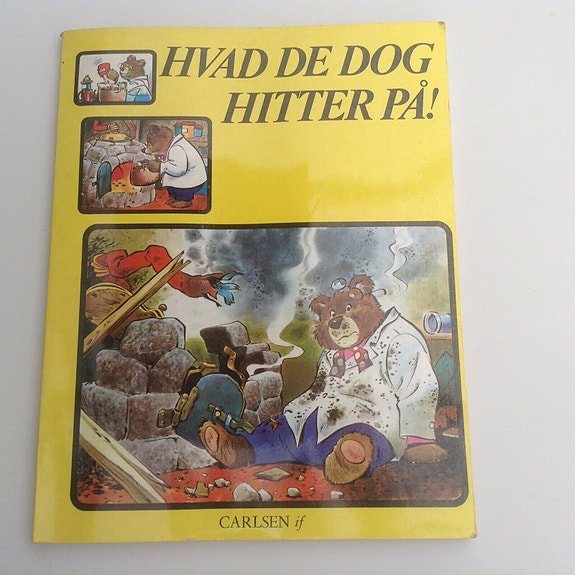 HVAD DE DOG
HITTER PÅ!
CARLSEN if